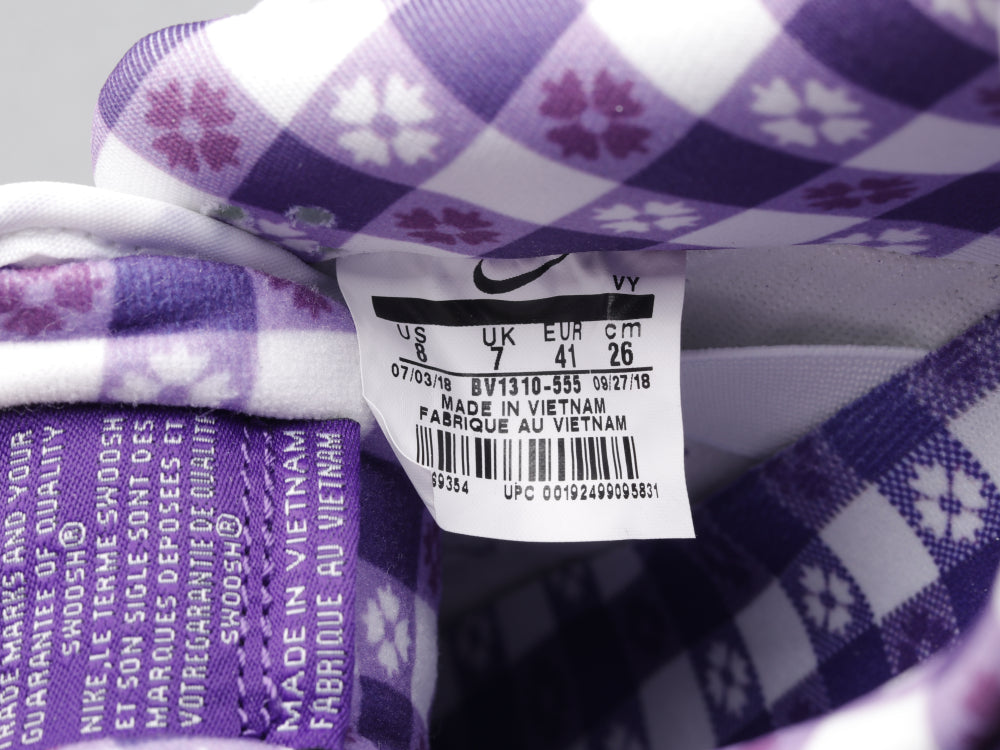 VY
US UK EUR cm
8 7 41 26
07/03/18 BV1310-555 09/27/18
MADE IN VIETNAM
FABRIQUE AU VIETNAM
69354 UPC 00192499095831
AND YOUR
GUARANTEE OF QUALITY
SWOOSH®
NIKE, LE TERME SWOOSH
ET SON SIGLE SONT DES
MARQUES DEPOSEES ET
VOTRE GARANTIE DE QUALITE
SWOOSH®
MADE IN VIETNAM
FABRIQUE AU VIETNAM